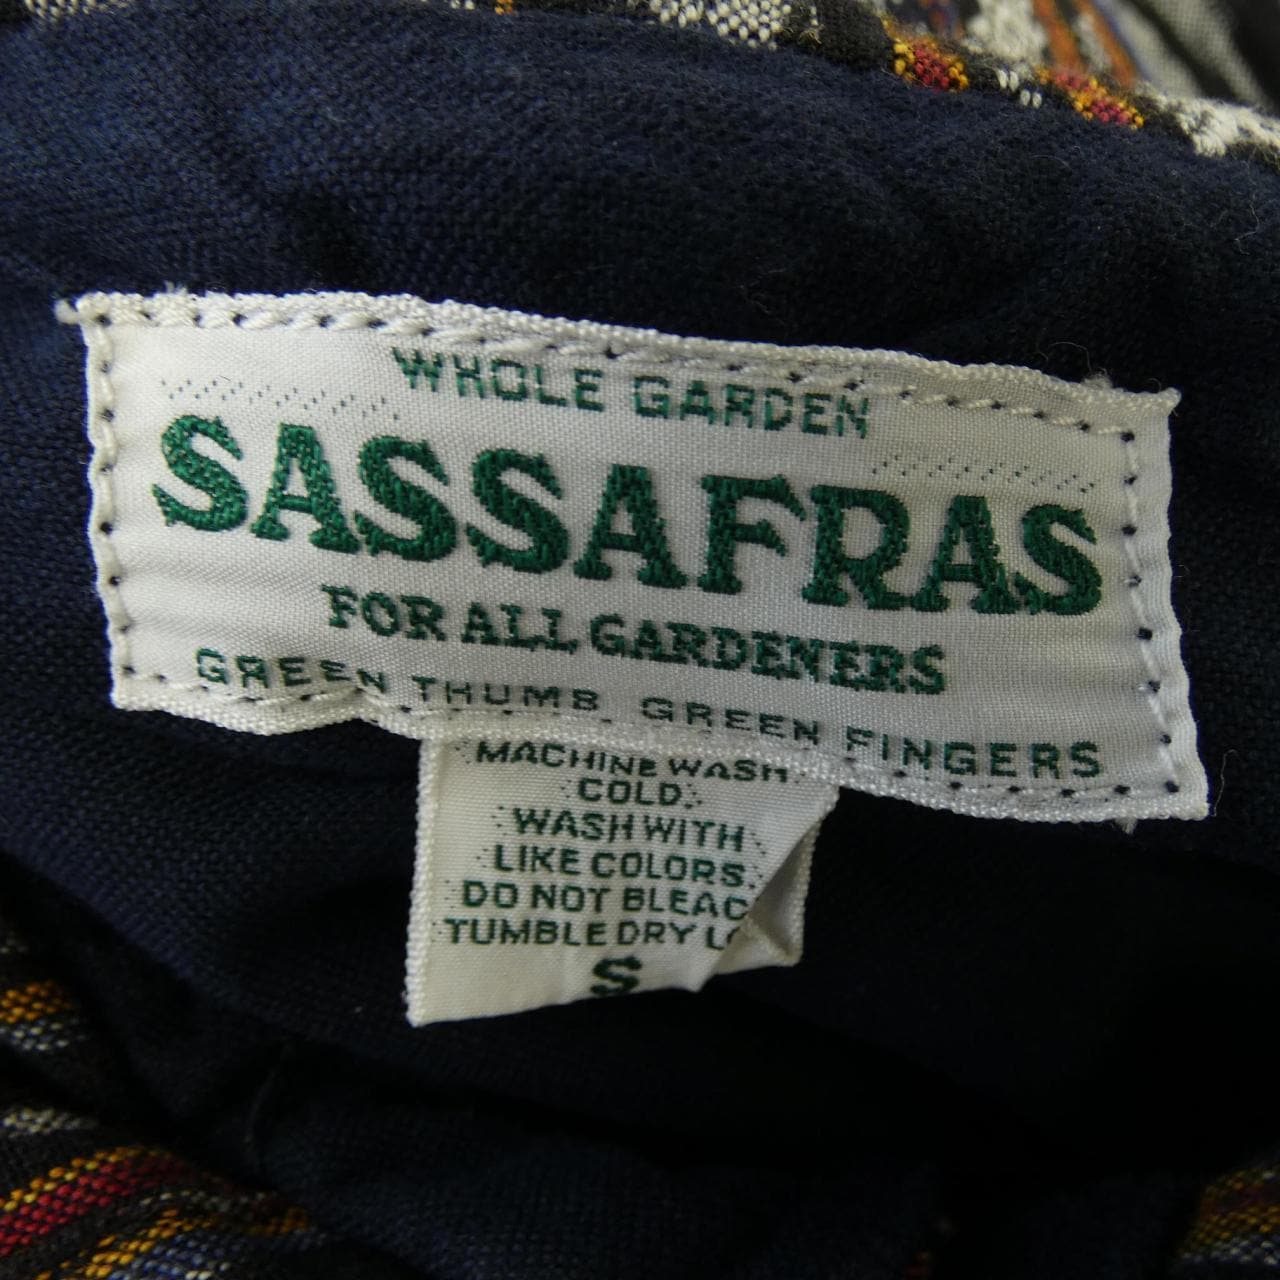 WHOLE GARDEN
SASSAFRAS
FOR ALL GARDENERS
GREEN THUMB GREEN FINGERS
MACHINE WASH
COLD.
WASH WITH
LIKE COLORS.
DO NOT BLEAC
TUMBLE DRY LO
S